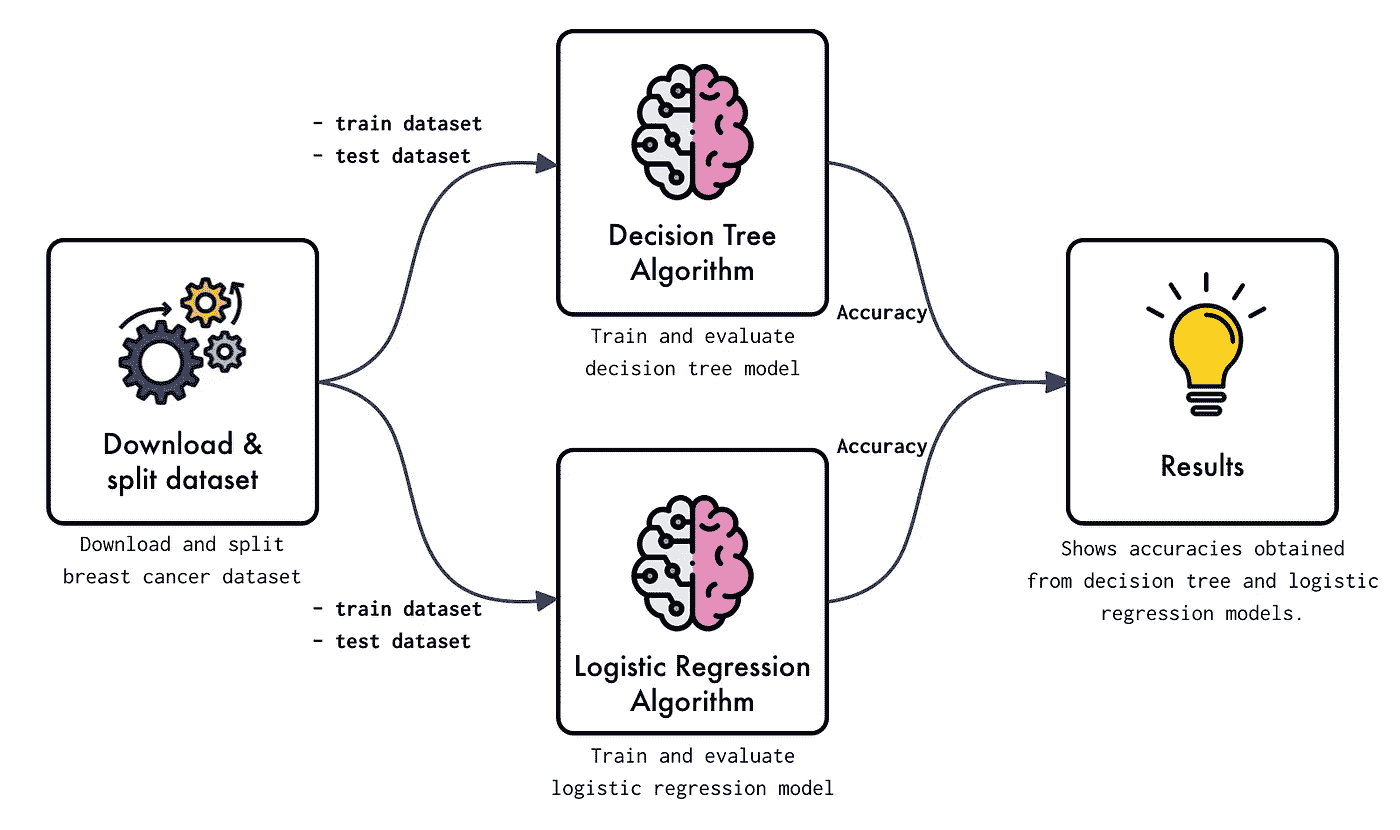 Download &
split dataset
Download and split
breast cancer dataset
- train dataset
- test dataset
Decision Tree
Algorithm
Train and evaluate
decision tree model
- train dataset
- test dataset
Logistic Regression
Algorithm
Train and evaluate
logistic regression model
Accuracy
Accuracy
Results
Shows accuracies obtained
from decision tree and logistic
regression models.